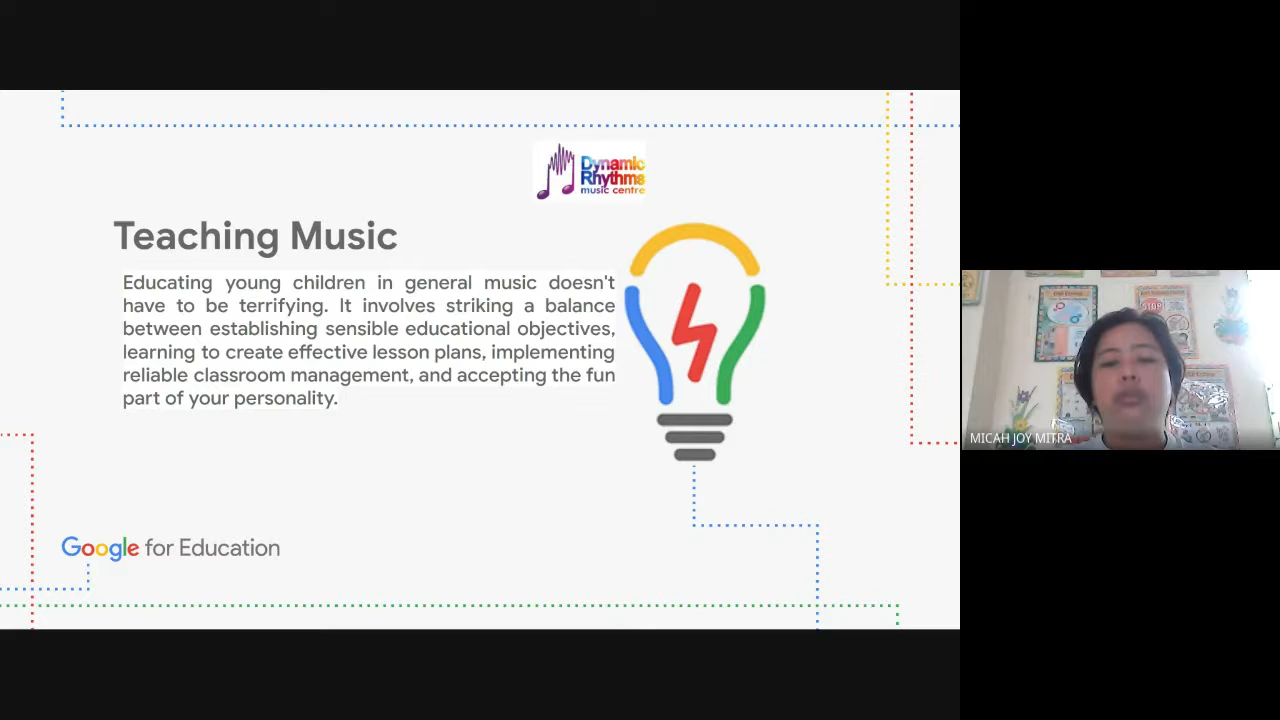 Dynamic
Rhythms
music centre
Teaching Music
Educating young children in general music doesn't
have to be terrifying. It involves striking a balance
between establishing sensible educational objectives,
learning to create effective lesson plans, implementing
reliable classroom management, and accepting the fun
part of your personality.
Google for Education
STOP
MICAH JOY MITRA